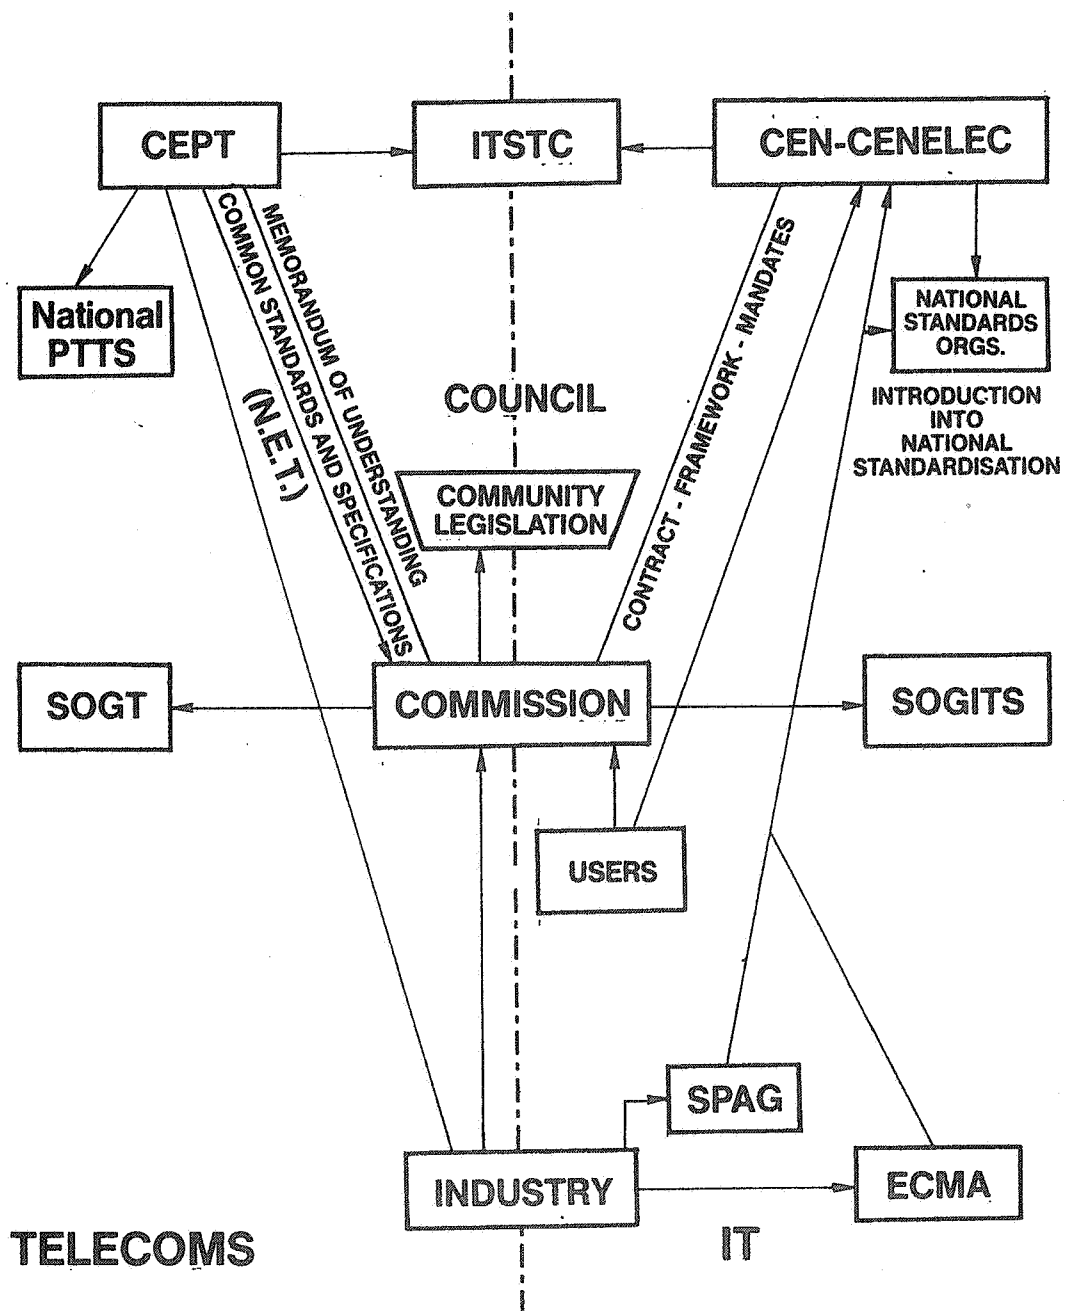 CEPT
ITSTC
CEN-CENELEC
National
PTTS
MEMORANDUM OF UNDERSTANDING
COMMON STANDARDS AND SPECIFICATIONS
(N.E.T.)
CONTRACT - FRAMEWORK - MANDATES
NATIONAL
STANDARDS
ORGS.
INTRODUCTION
INTO
NATIONAL
STANDARDISATION
COUNCIL
COMMUNITY
LEGISLATION
SOGT
COMMISSION
SOGITS
USERS
SPAG
INDUSTRY
ECMA
TELECOMS
IT